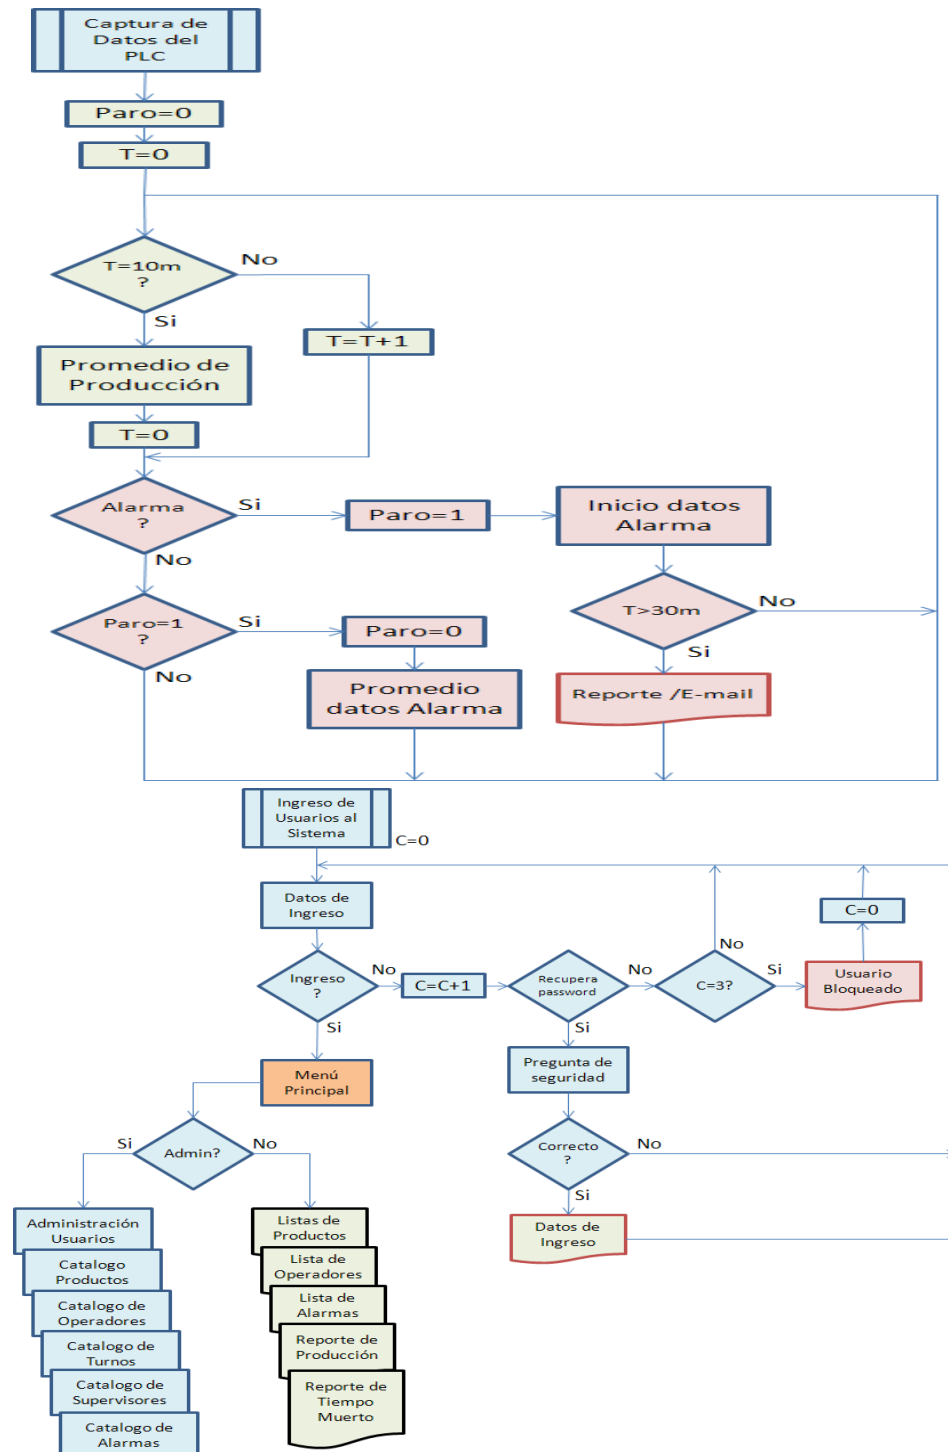 Captura de
Datos del
PLC
Paro=0
T=0
T=10m
?
No
Si
T=T+1
Promedio de
Producción
T=0
Alarma
?
Si
Paro=1
Inicio datos
Alarma
No
T>30m
No
Paro=1
?
Si
Paro=0
Si
No
Promedio
datos Alarma
Reporte /E-mail
Ingreso de
Usuarios al
Sistema
C=0
Datos de
Ingreso
C=0
No
Ingreso
?
No
C=C+1
Recupera
password
No
C=3?
Si
Usuario
Bloqueado
Si
Si
Menú
Principal
Pregunta de
seguridad
Si
Admin?
No
Correcto
?
No
Si
Administración
Usuarios
Catalogo
Productos
Catalogo de
Operadores
Catalogo de
Turnos
Catalogo de
Supervisores
Catalogo de
Alarmas
Listas de
Productos
Lista de
Operadores
Lista de
Alarmas
Reporte de
Producción
Reporte de
Tiempo
Muerto
Datos de
Ingreso